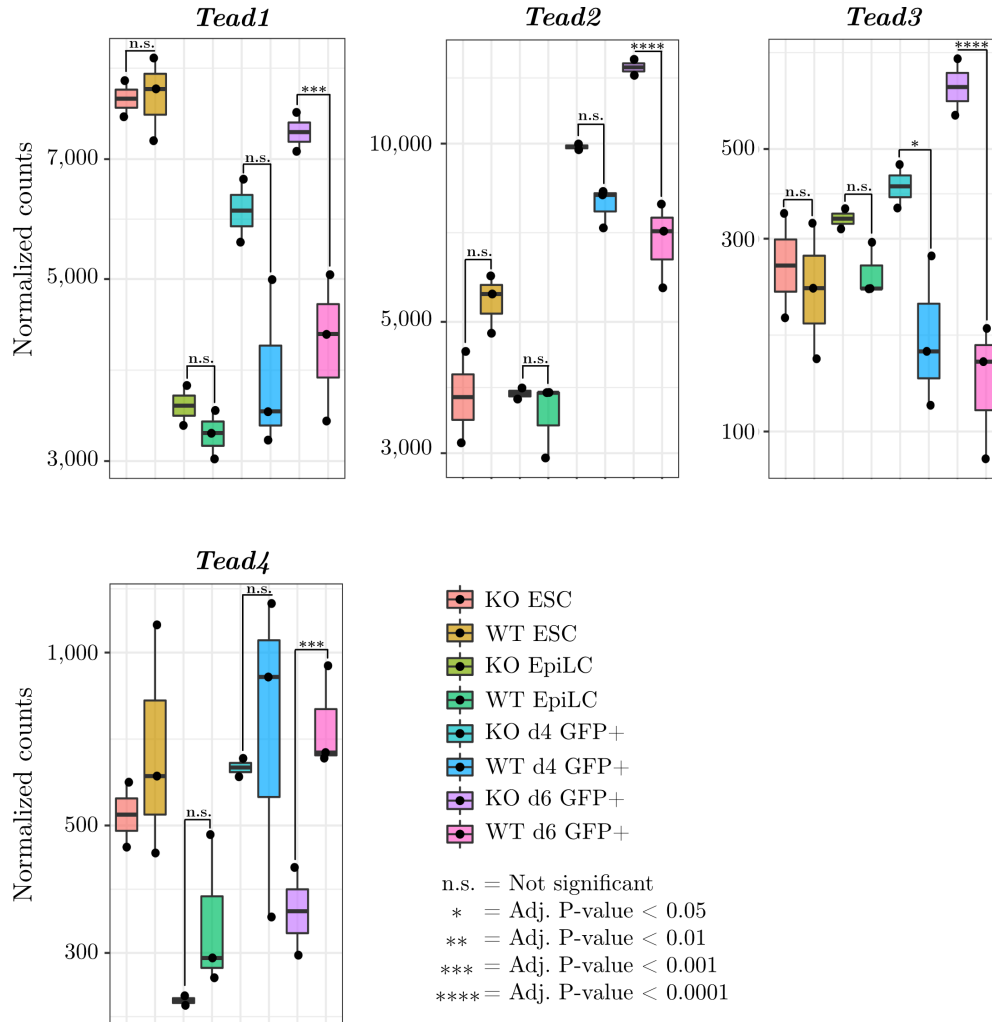 Tead1
Tead2
Tead3
Normalized counts
7,000
5,000
3,000
n.s.
n.s.
n.s.
***
10,000
5,000
3,000
n.s.
n.s.
n.s.
****
500
300
100
n.s.
n.s.
*
****
Tead4
Normalized counts
1,000
500
300
n.s.
n.s.
***
KO ESC
WT ESC
KO EpiLC
WT EpiLC
KO d4 GFP+
WT d4 GFP+
KO d6 GFP+
WT d6 GFP+
n.s. = Not significant
* = Adj. P-value < 0.05
** = Adj. P-value < 0.01
*** = Adj. P-value < 0.001
**** = Adj. P-value < 0.0001